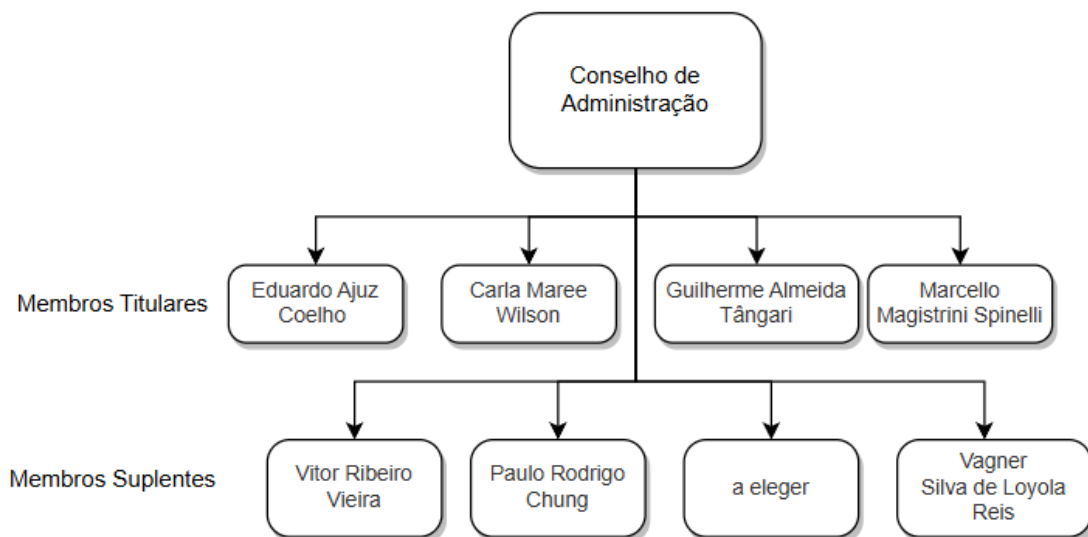 Conselho de
Administração
Membros Titulares
Eduardo Ajuz
Coelho
Carla Maree
Wilson
Guilherme Almeida
Tângari
Marcello
Magistrini Spinelli
Membros Suplentes
Vitor Ribeiro
Vieira
Paulo Rodrigo
Chung
a eleger
Vagner
Silva de Loyola
Reis